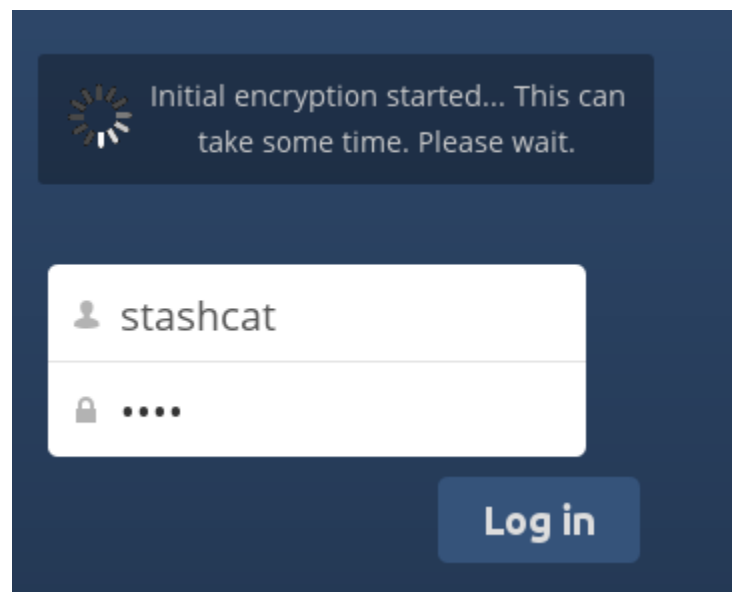 Initial encryption started... This can
take some time. Please wait.
stashcat
••••
Log in